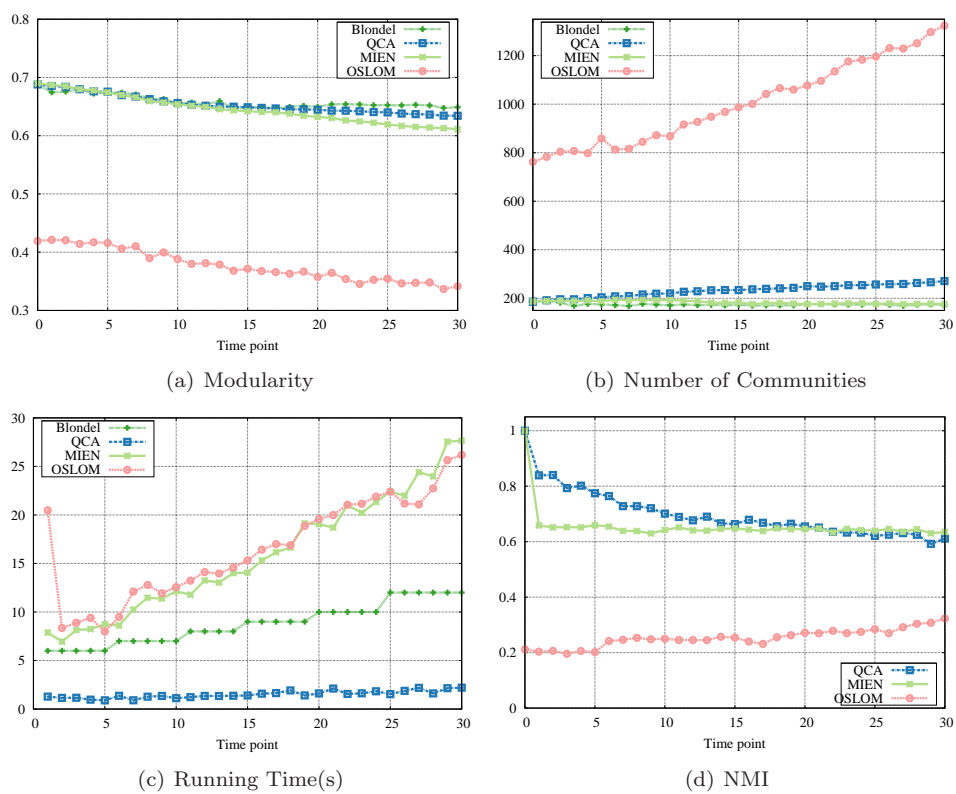 0.8
0.7
0.6
0.5
0.4
0.3
0 5 10 15 20 25 30
Time point
Blondel
QCA
MIEN
OSLOM
(a) Modularity
1200
1000
800
600
400
200
0 5 10 15 20 25 30
Time point
Blondel
QCA
MIEN
OSLOM
(b) Number of Communities
30
25
20
15
10
5
0
0 5 10 15 20 25 30
Time point
Blondel
QCA
MIEN
OSLOM
(c) Running Time(s)
1
0.8
0.6
0.4
0.2
0
0 5 10 15 20 25 30
Time point
QCA
MIEN
OSLOM
(d) NMI